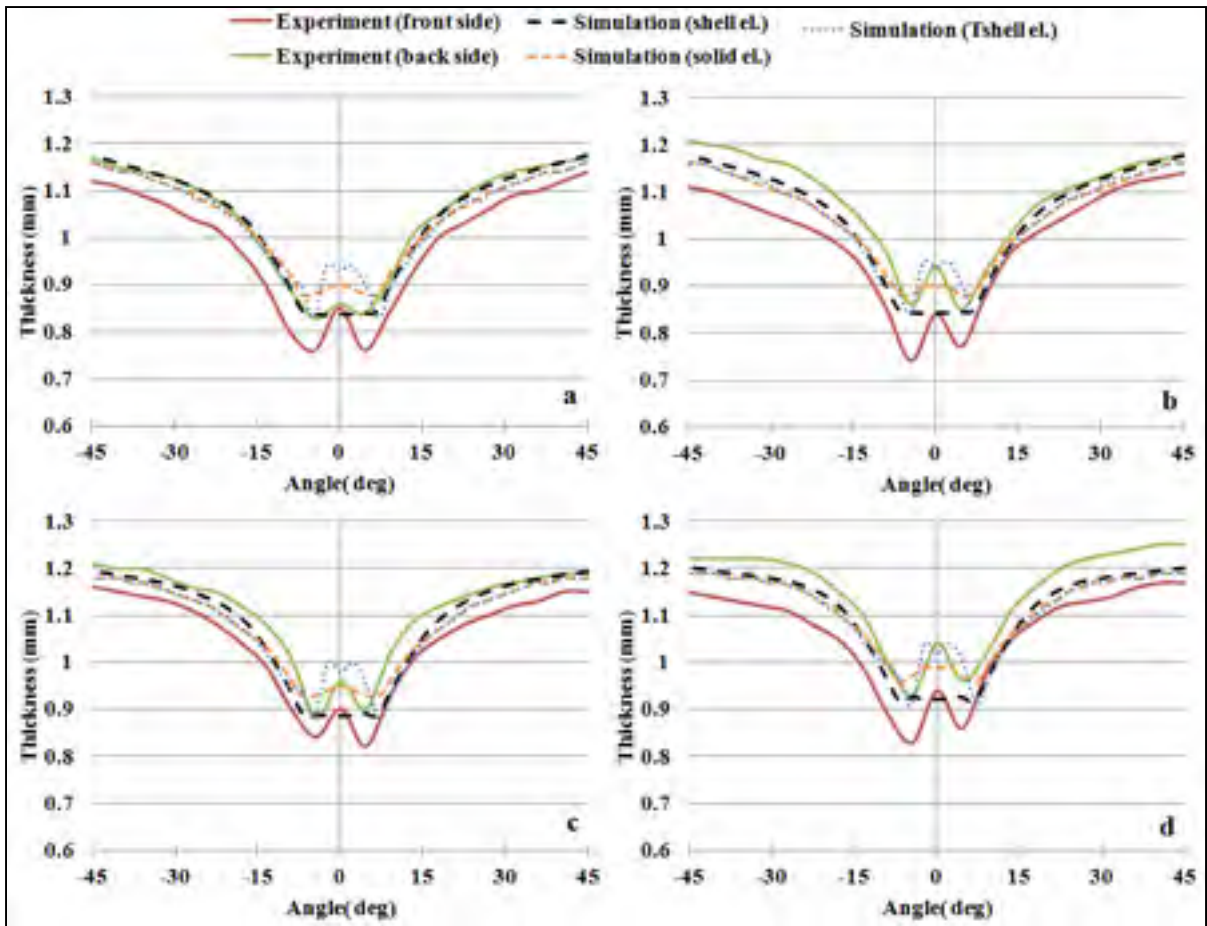 Experiment (front side) Simulation (shell el.) Simulation (Tshell el.)
Experiment (back side) Simulation (solid el.)
1.3
1.2
1.1
1
0.9
0.8
0.7
0.6
Thickness (mm)
-45 -30 -15 0 15 30 45
Angle( deg)
a
1.3
1.2
1.1
1
0.9
0.8
0.7
0.6
Thickness (mm)
-45 -30 -15 0 15 30 45
Angle( deg)
b
1.3
1.2
1.1
1
0.9
0.8
0.7
0.6
Thickness (mm)
-45 -30 -15 0 15 30 45
Angle( deg)
c
1.3
1.2
1.1
1
0.9
0.8
0.7
0.6
Thickness (mm)
-45 -30 -15 0 15 30 45
Angle( deg)
d